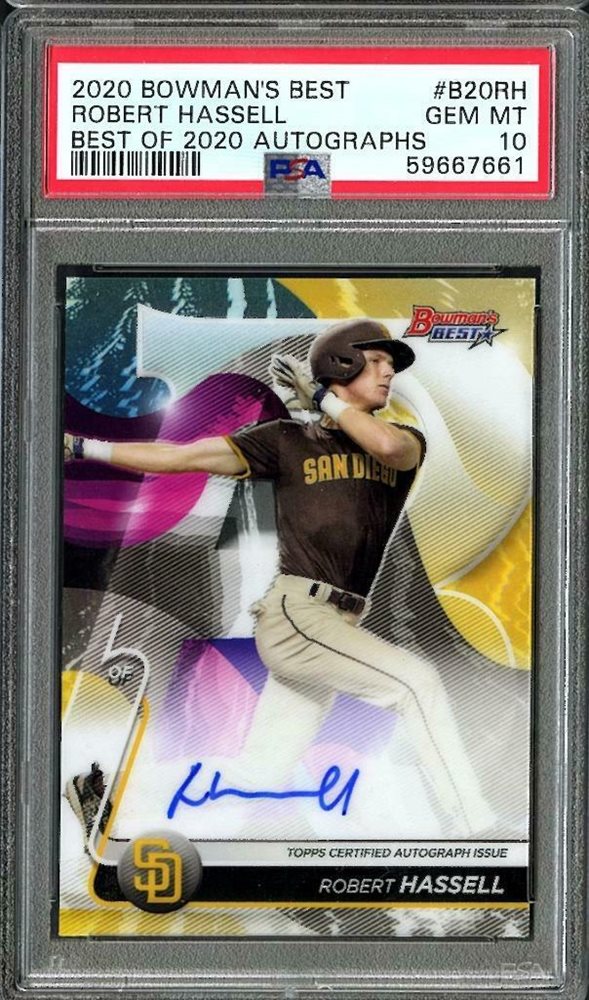 2020 BOWMAN'S BEST #B20RH
ROBERT HASSELL GEM MT
BEST OF 2020 AUTOGRAPHS 10
PSA 59667661
Bowman's
BEST
SAN DIEGO
OF
TOPPS CERTIFIED AUTOGRAPH ISSUE
SD
ROBERT HASSELL
PSA